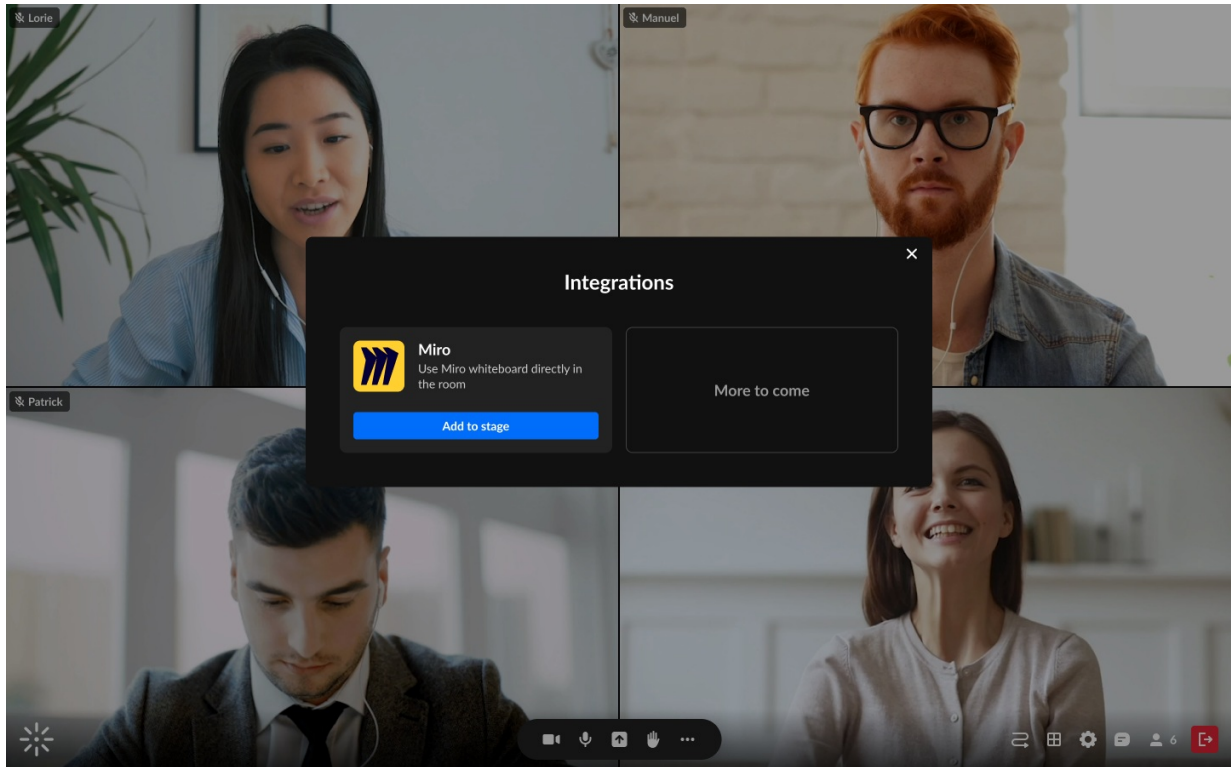 Lorie
Manuel
Integrations
Miro
Use Miro whiteboard directly in
the room
Add to stage
More to come
Patrick
6